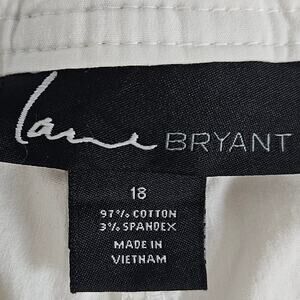 Lane BRYANT
18
97% COTTON
3% SPANDEX
MADE IN
VIETNAM